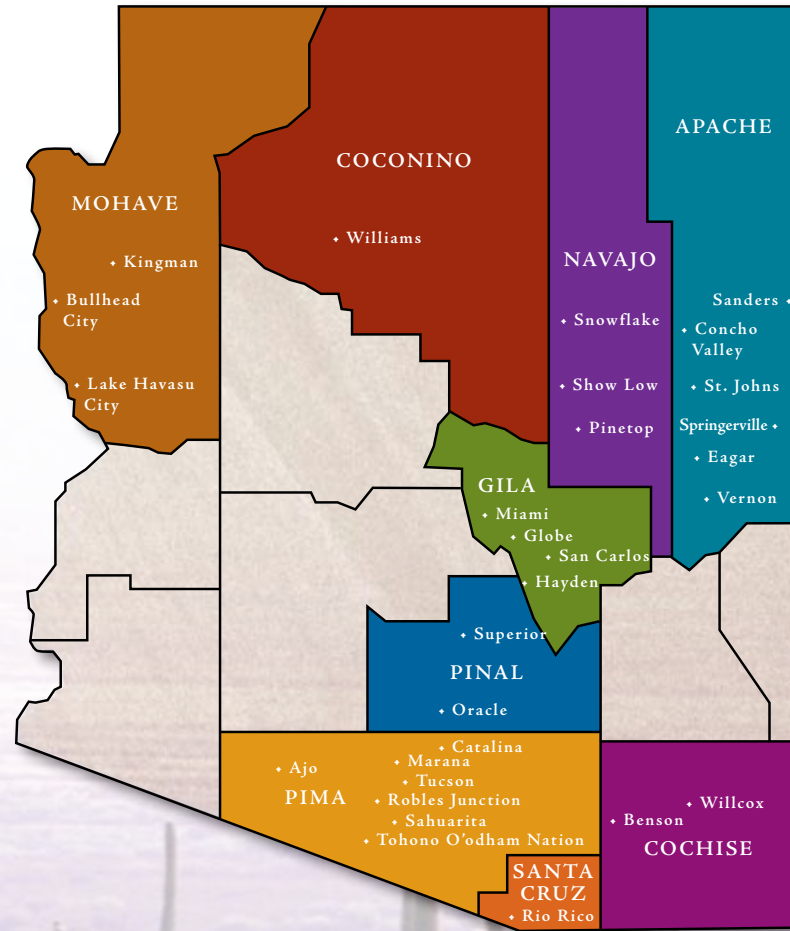 APACHE
COCONINO
MOHAVE
Williams
NAVAJO
Kingman
Bullhead
City
Sanders
Snowflake
Concho
Valley
Lake Havasu
City
Show Low
St. Johns
Pinetop
Springerville
Eagar
GILA
Vernon
Miami
Globe
San Carlos
Hayden
Superior
PINAL
Oracle
Catalina
Marana
Ajo
Tucson
PIMA
Robles Junction
Sahuarita
Tohono O'odham Nation
Willcox
Benson
COCHISE
SANTA
CRUZ
Rio Rico